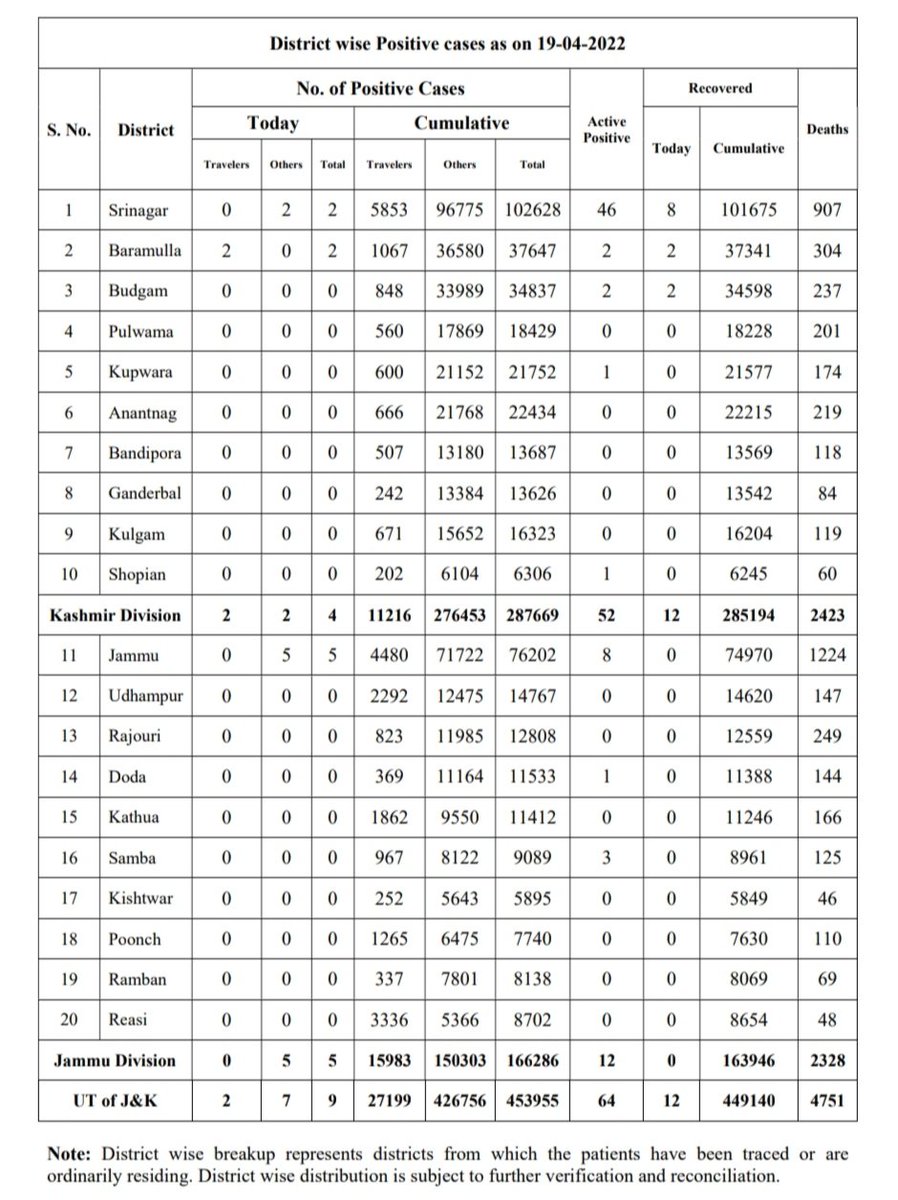 District wise Positive cases as on 19-04-2022
S. No. District No. of Positive Cases Active Positive Recovered Deaths
Today Cumulative Today Cumulative
Travelers Others Total Travelers Others Total
1 Srinagar 0 2 2 5853 96775 102628 46 8 101675 907
2 Baramulla 2 0 2 1067 36580 37647 2 2 37341 304
3 Budgam 0 0 0 848 33989 34837 2 2 34598 237
4 Pulwama 0 0 0 560 17869 18429 0 0 18228 201
5 Kupwara 0 0 0 600 21152 21752 1 0 21577 174
6 Anantnag 0 0 0 666 21768 22434 0 0 22215 219
7 Bandipora 0 0 0 507 13180 13687 0 0 13569 118
8 Ganderbal 0 0 0 242 13384 13626 0 0 13542 84
9 Kulgam 0 0 0 671 15652 16323 0 0 16204 119
10 Shopian 0 0 0 202 6104 6306 1 0 6245 60
Kashmir Division 2 2 4 11216 276453 287669 52 12 285194 2423
11 Jammu 0 5 5 4480 71722 76202 8 0 74970 1224
12 Udhampur 0 0 0 2292 12475 14767 0 0 14620 147
13 Rajouri 0 0 0 823 11985 12808 0 0 12559 249
14 Doda 0 0 0 369 11164 11533 1 0 11388 144
15 Kathua 0 0 0 1862 9550 11412 0 0 11246 166
16 Samba 0 0 0 967 8122 9089 3 0 8961 125
17 Kishtwar 0 0 0 252 5643 5895 0 0 5849 46
18 Poonch 0 0 0 1265 6475 7740 0 0 7630 110
19 Ramban 0 0 0 337 7801 8138 0 0 8069 69
20 Reasi 0 0 0 3336 5366 8702 0 0 8654 48
Jammu Division 0 5 5 15983 150303 166286 12 0 163946 2328
UT of J&K 2 7 9 27199 426756 453955 64 12 449140 4751
Note: District wise breakup represents districts from which the patients have been traced or are
ordinarily residing. District wise distribution is subject to further verification and reconciliation.